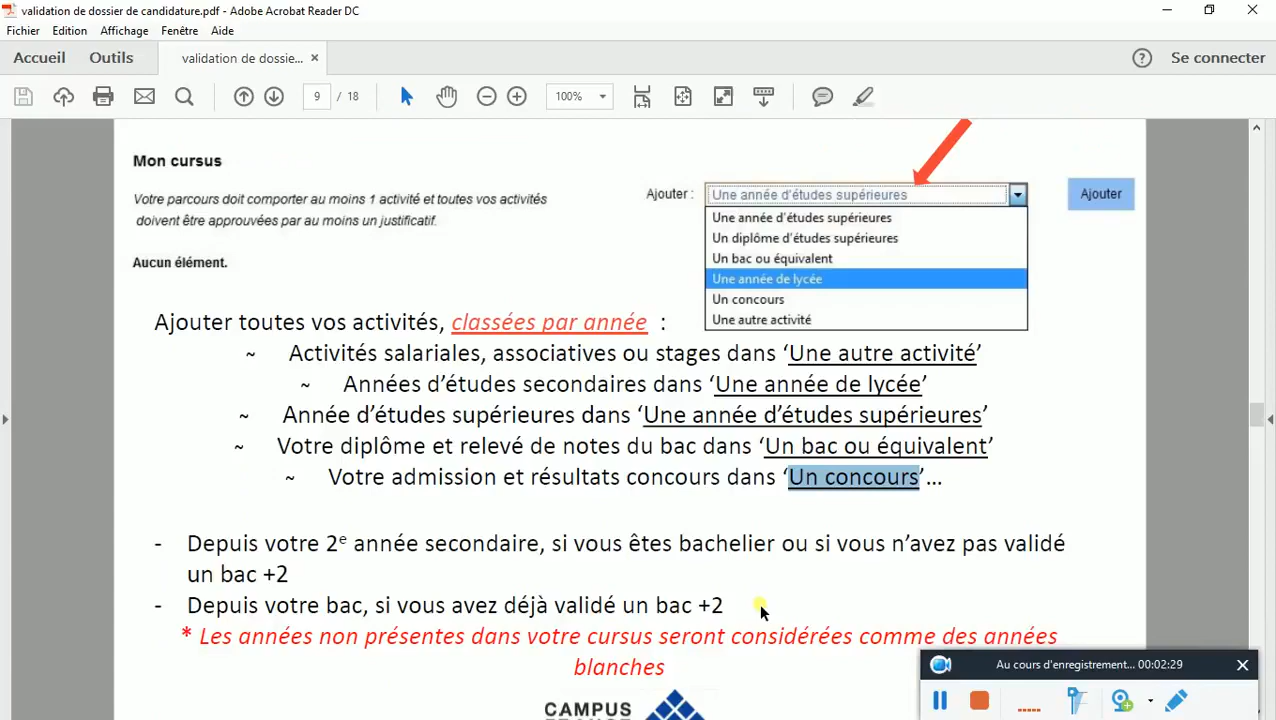 validation de dossier de candidature.pdf - Adobe Acrobat Reader DC
Fichier Edition Affichage Fenêtre Aide
Accueil Outils validation de dossie... × ? Se connecter
9 / 18 100%
Mon cursus
Votre parcours doit comporter au moins 1 activité et toutes vos activités
doivent être approuvées par au moins un justificatif.
Aucun élément.
Ajouter : Une année d'études supérieures Ajouter
Une année d'études supérieures
Un diplôme d'études supérieures
Un bac ou équivalent
Une année de lycée
Un concours
Une autre activité
Ajouter toutes vos activités, classées par année :
~ Activités salariales, associatives ou stages dans ‘Une autre activité’
~ Années d’études secondaires dans ‘Une année de lycée’
~ Année d’études supérieures dans ‘Une année d’études supérieures’
~ Votre diplôme et relevé de notes du bac dans ‘Un bac ou équivalent’
~ Votre admission et résultats concours dans ‘Un concours’...
- Depuis votre 2e année secondaire, si vous êtes bachelier ou si vous n’avez pas validé
un bac +2
- Depuis votre bac, si vous avez déjà validé un bac +2
* Les années non présentes dans votre cursus seront considérées comme des années
blanches
CAMPUS
FRANCE
Au cours d'enregistrement... 00:02:29